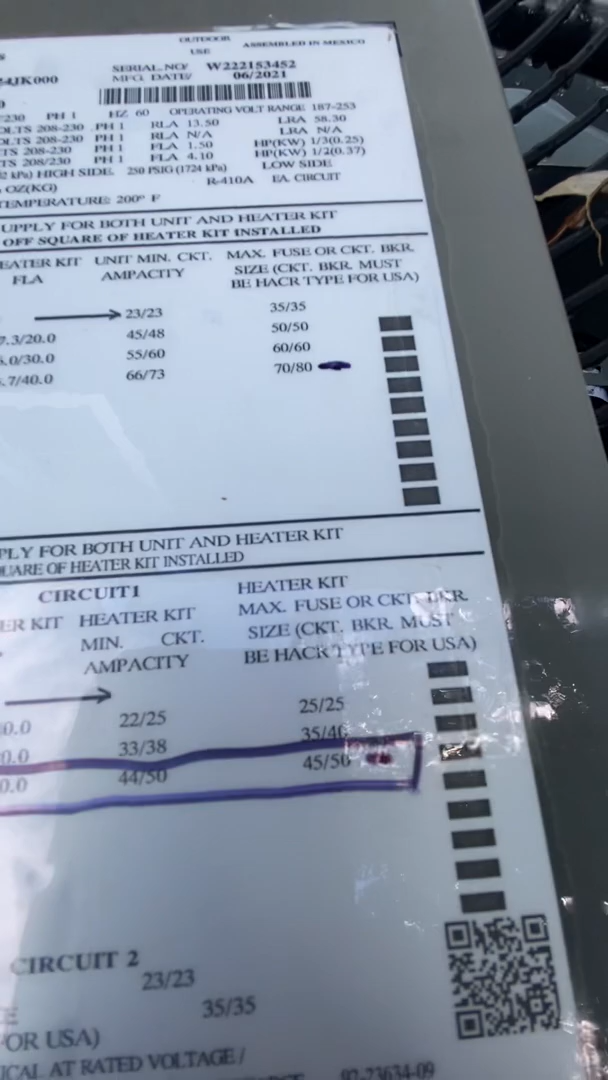 OUTDOOR
USE
ASSEMBLED IN MEXICO
SERIAL NO/ W222153452
24JK000
MFG. DATE/ 06/2021
/230 PH 1 HZ 60 OPERATING VOLT RANGE 187-253
OLTS 208-230 PH 1 RLA 13.50 LRA 58.30
VOLTS 208-230 PH 1 RLA N/A LRA N/A
TS 208-230 PH 1 FLA 1.50 HP(KW) 1/3(0.25)
TS 208/230 PH 1 FLA 4.10 HP(KW) 1/2(0.37)
2 kPa) HIGH SIDE 250 PSIG (1724 kPa) LOW SIDE
OZ(KG) R-410A EA. CIRCUIT
TEMPERATURE: 200° F
UPPLY FOR BOTH UNIT AND HEATER KIT
OFF SQUARE OF HEATER KIT INSTALLED
EATER KIT UNIT MIN. CKT. MAX. FUSE OR CKT. BKR.
FLA AMPACITY SIZE (CKT. BKR. MUST
BE HACR TYPE FOR USA)
23/23 35/35
7.3/20.0 45/48 50/50
.0/30.0 55/60 60/60
.7/40.0 66/73 70/80
PLY FOR BOTH UNIT AND HEATER KIT
UARE OF HEATER KIT INSTALLED
CIRCUIT1 HEATER KIT
ER KIT HEATER KIT MAX. FUSE OR CKT. BKR.
MIN. CKT. SIZE (CKT. BKR. MUST
AMPACITY BE HACR TYPE FOR USA)
0.0 22/25 25/25
0.0 33/38 35/40
0.0 44/50 45/50
CIRCUIT 2
23/23
35/35
FOR USA)
ICAL AT RATED VOLTAGE /
92-23634-09